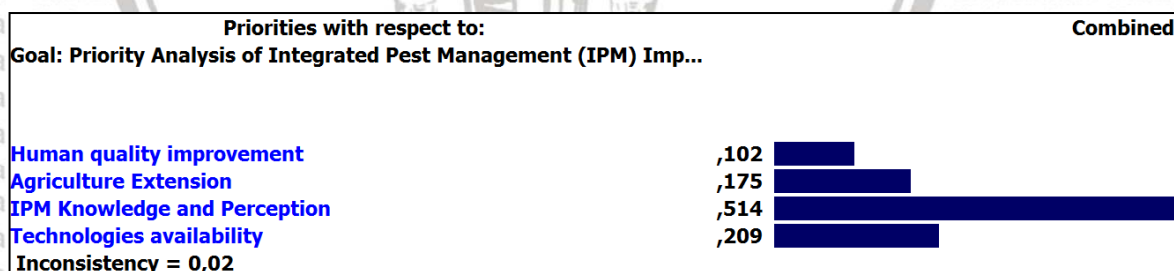 Priorities with respect to: Combined
Goal: Priority Analysis of Integrated Pest Management (IPM) Imp...
Human quality improvement ,102
Agriculture Extension ,175
IPM Knowledge and Perception ,514
Technologies availability ,209
Inconsistency = 0,02